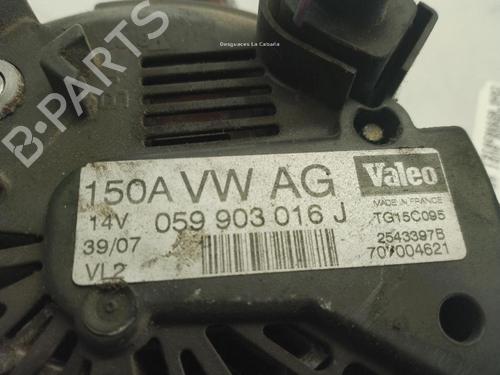 Desguaces La Cabaña
150A VW AG
Valeo
MADE IN FRANCE
14V 059 903 016 J
TG15C095
39/07
2543397B
VL2
70V004621
B-PARTS